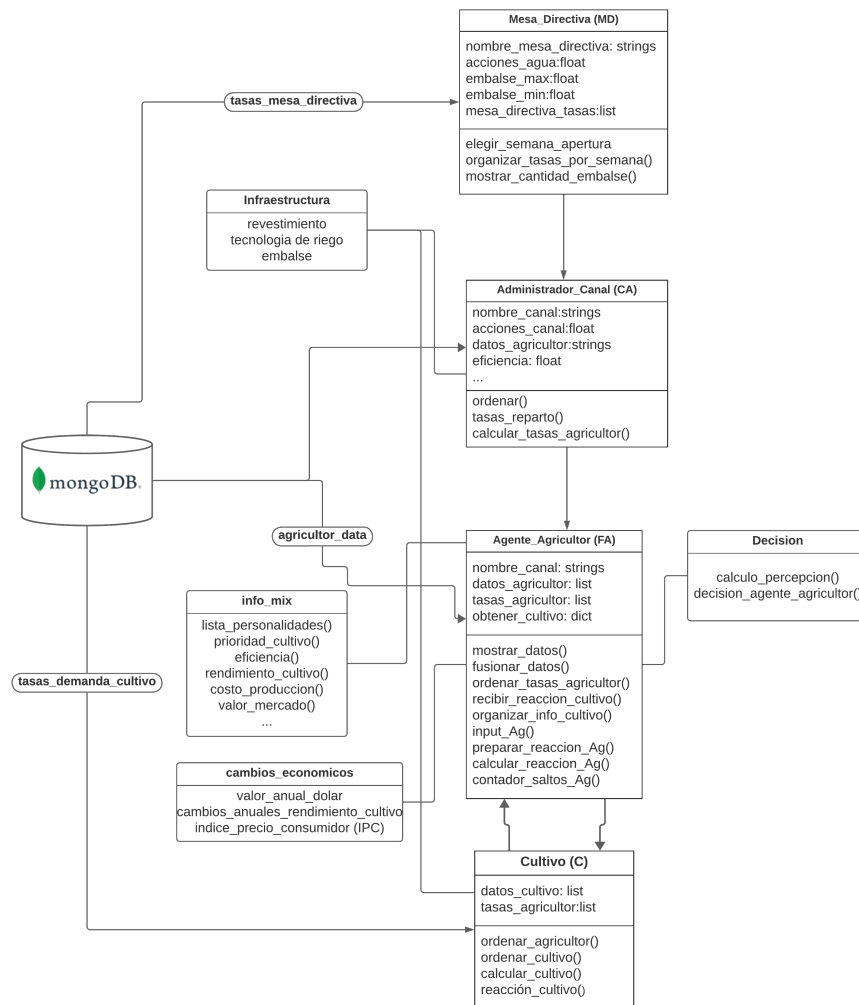 Mesa_Directiva (MD)
nombre_mesa_directiva: strings
acciones_agua:float
embalse_max:float
embalse_min:float
mesa_directiva_tasas:list
elegir_semana_apertura
organizar_tasas_por_semana()
mostrar_cantidad_embalse()
tasas_mesa_directiva
Infraestructura
revestimiento
tecnologia de riego
embalse
Administrador_Canal (CA)
nombre_canal:strings
acciones_canal:float
datos_agricultor:strings
eficiencia: float
...
ordenar()
tasas_reparto()
calcular_tasas_agricultor()
mongoDB.
agricultor_data
Agente_Agricultor (FA)
nombre_canal: strings
datos_agricultor: list
tasas_agricultor: list
obtener_cultivo: dict
mostrar_datos()
fusionar_datos()
ordenar_tasas_agricultor()
recibir_reaccion_cultivo()
organizar_info_cultivo()
input_Ag()
preparar_reaccion_Ag()
calcular_reaccion_Ag()
contador_saltos_Ag()
Decision
calculo_percepcion()
decision_agente_agricultor()
info_mix
lista_personalidades()
prioridad_cultivo()
eficiencia()
rendimiento_cultivo()
costo_produccion()
valor_mercado()
...
tasas_demanda_cultivo
cambios_economicos
valor_anual_dolar
cambios_anuales_rendimiento_cultivo
indice_precio_consumidor (IPC)
Cultivo (C)
datos_cultivo: list
tasas_agricultor:list
ordenar_agricultor()
ordenar_cultivo()
calcular_cultivo()
reacción_cultivo()